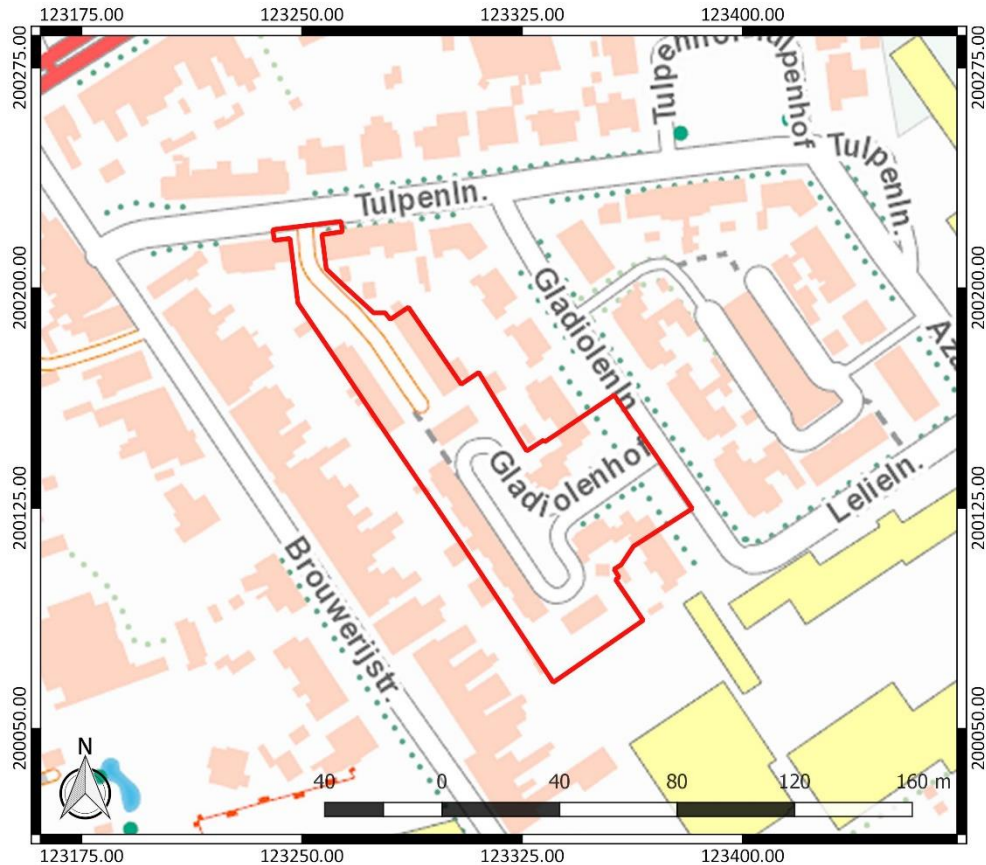 123175.00 123250.00 123325.00 123400.00
200275.00 200275.00
Tulpenhof
Tulpenhof
Tulpenln.
Tulpenln.
200200.00 200200.00
Gladiolenln.
Gladiolenhof
200125.00 200125.00
Lelieln.
Brouwerijstr.
200050.00 200050.00
N
40 0 40 80 120 160 m
123175.00 123250.00 123325.00 123400.00